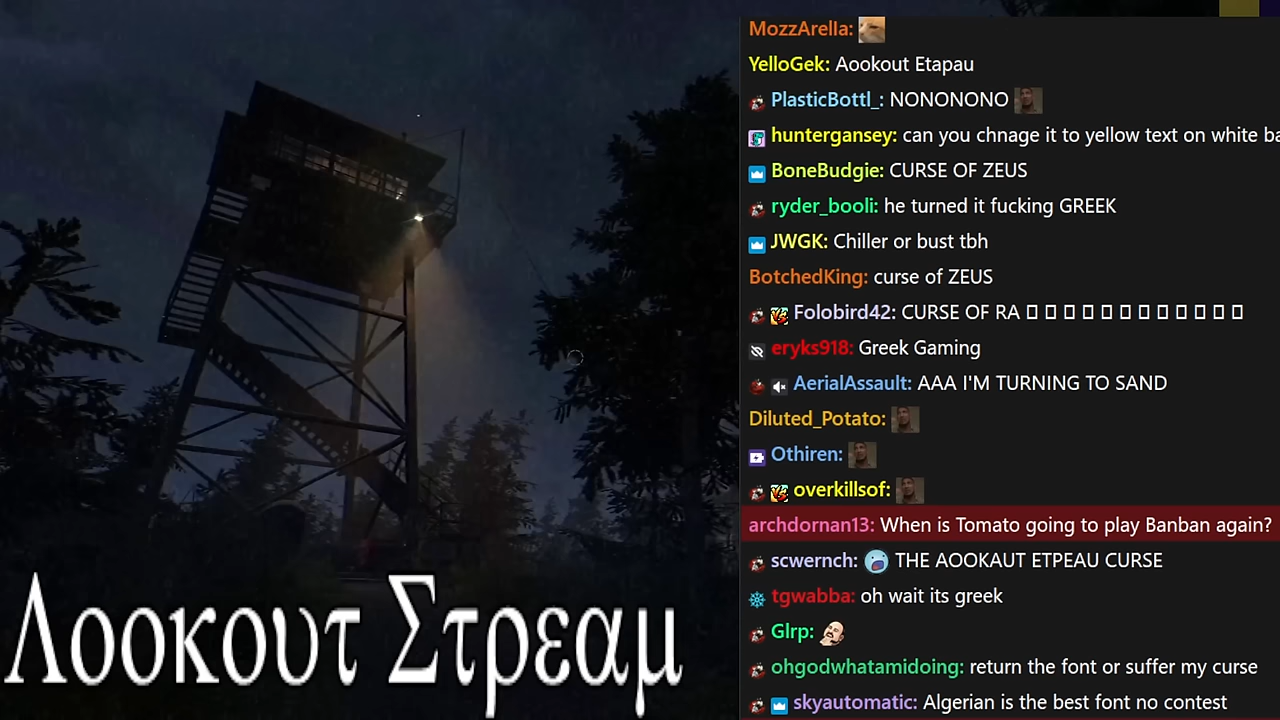 Λοοκουτ Στρεαμ
MozzArella:
YelloGek: Aookout Etapau
PlasticBottl_: NONONONO
huntergansey: can you chnage it to yellow text on white ba
BoneBudgie: CURSE OF ZEUS
ryder_booli: he turned it fucking GREEK
JWGK: Chiller or bust tbh
BotchedKing: curse of ZEUS
Folobird42: CURSE OF RA
eryks918: Greek Gaming
AerialAssault: AAA I'M TURNING TO SAND
Diluted_Potato:
Othiren:
overkillsof:
archdornan13: When is Tomato going to play Banban again?
scwernch: THE AOOKAUT ETPEAU CURSE
tgwabba: oh wait its greek
Glrp:
ohgodwhatamidoing: return the font or suffer my curse
skyautomatic: Algerian is the best font no contest